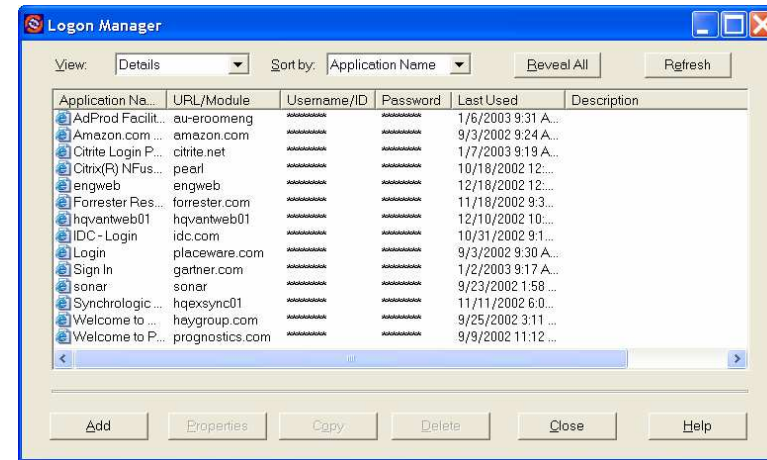 Logon Manager
View: Details Sort by: Application Name Reveal All Refresh
Application Na... URL/Module Username/ID Password Last Used Description
AdProd Facilit... au-eroomeng ********** ********** 1/6/2003 9:31 A...
Amazon.com ... amazon.com ********** ********** 9/3/2002 9:24 A...
Citrite Login P... citrite.net ********** ********** 1/7/2003 9:19 A...
Citrix(R) NFus... pearl ********** ********** 10/18/2002 12:...
engweb engweb ********** ********** 12/18/2002 12:...
Forrester Res... forrester.com ********** ********** 11/18/2002 9:3...
hqvantweb01 hqvantweb01 ********** ********** 12/10/2002 10:...
IDC - Login idc.com ********** ********** 10/31/2002 9:1...
Login placeware.com ********** ********** 9/3/2002 9:30 A...
Sign In gartner.com ********** ********** 1/2/2003 9:17 A...
sonar sonar ********** ********** 9/23/2002 1:58 ...
Synchrologic ... hqexsync01 ********** ********** 11/11/2002 6:0...
Welcome to ... haygroup.com ********** ********** 9/25/2002 3:11 ...
Welcome to P... prognostics.com ********** ********** 9/9/2002 11:12 ...
Add Properties Copy Delete Close Help